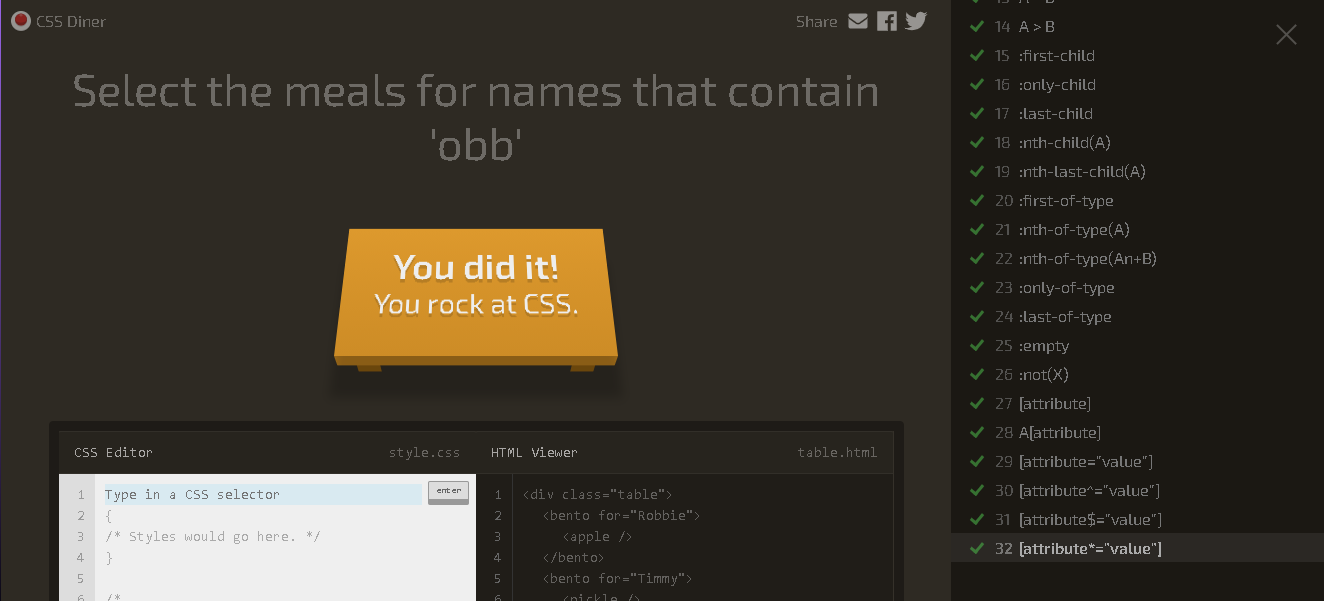 CSS Diner
Share
Select the meals for names that contain
'obb'
You did it!
You rock at CSS.
CSS Editor
style.css
HTML Viewer
table.html
1 Type in a CSS selector
enter
2 {
3 /* Styles would go here. */
4 }
5
6 /*
1 <div class="table">
2 <bento for="Robbie">
3 <apple />
4 </bento>
5 <bento for="Timmy">
6 <pickle />
14 A > B
15 :first-child
16 :only-child
17 :last-child
18 :nth-child(A)
19 :nth-last-child(A)
20 :first-of-type
21 :nth-of-type(A)
22 :nth-of-type(An+B)
23 :only-of-type
24 :last-of-type
25 :empty
26 :not(X)
27 [attribute]
28 A[attribute]
29 [attribute="value"]
30 [attribute^="value"]
31 [attribute$="value"]
32 [attribute*="value"]